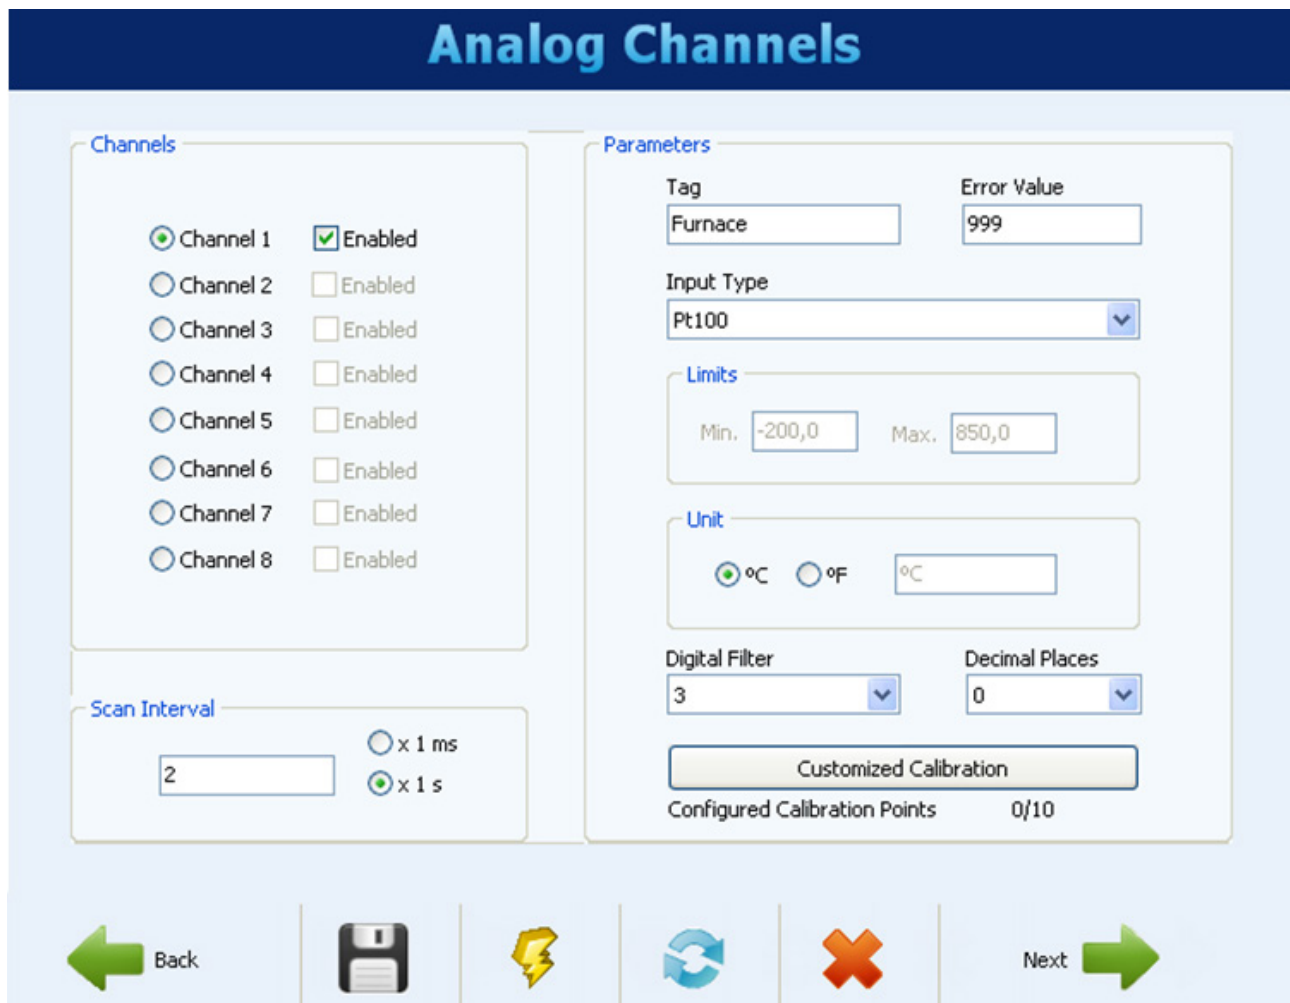 Analog Channels
Channels
Channel 1 Enabled
Channel 2 Enabled
Channel 3 Enabled
Channel 4 Enabled
Channel 5 Enabled
Channel 6 Enabled
Channel 7 Enabled
Channel 8 Enabled
Scan Interval
2
x 1 ms
x 1 s
Parameters
Tag Error Value
Furnace 999
Input Type
Pt100
Limits
Min. -200,0 Max. 850,0
Unit
ºC ºF ºC
Digital Filter Decimal Places
3 0
Customized Calibration
Configured Calibration Points 0/10
Back Next